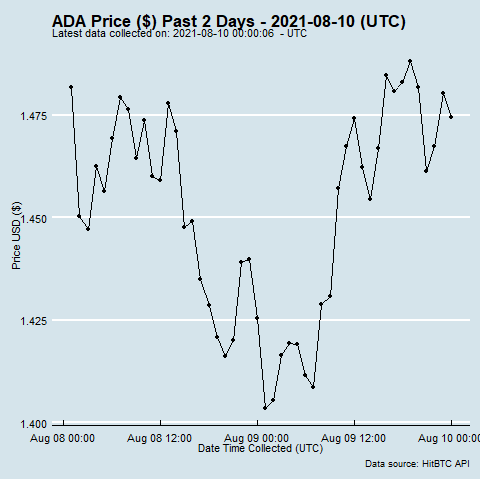 ADA Price ($) Past 2 Days - 2021-08-10 (UTC)
Latest data collected on: 2021-08-10 00:00:06 - UTC
1.475
1.450
1.425
1.400
Price USD ($)
Aug 08 00:00 Aug 08 12:00 Aug 09 00:00 Aug 09 12:00 Aug 10 00:00
Date Time Collected (UTC)
Data source: HitBTC API